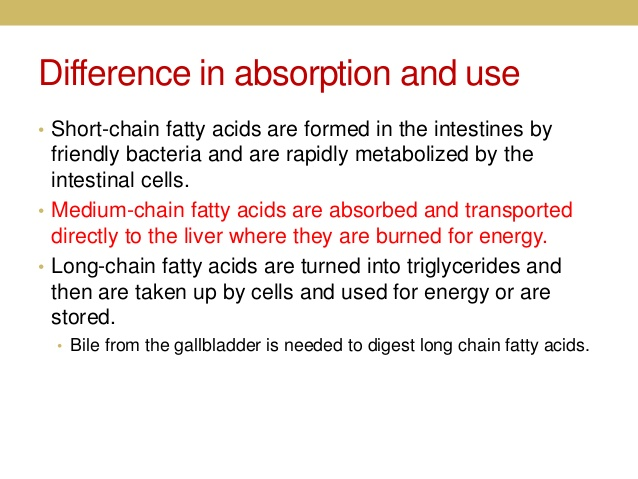 Difference in absorption and use
• Short-chain fatty acids are formed in the intestines by
friendly bacteria and are rapidly metabolized by the
intestinal cells.
• Medium-chain fatty acids are absorbed and transported
directly to the liver where they are burned for energy.
• Long-chain fatty acids are turned into triglycerides and
then are taken up by cells and used for energy or are
stored.
• Bile from the gallbladder is needed to digest long chain fatty acids.